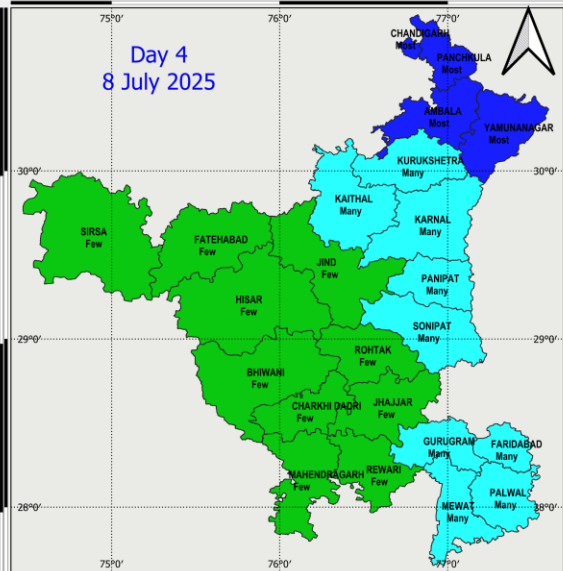 75°0'
76°0'
77°0'
Day 4
8 July 2025
CHANDIGARH
Most
PANCHKULA
Most
AMBALA
Most
YAMUNANAGAR
Most
30°0'
30°0'
KURUKSHETRA
Many
KAITHAL
Many
KARNAL
Many
SIRSA
Few
FATEHABAD
Few
JIND
Few
PANIPAT
Many
HISAR
Few
SONIPAT
Many
29°0'
29°0'
ROHTAK
Few
BHIWANI
Few
CHARKHI DADRI
Few
JHAJJAR
Few
GURUGRAM
Many
FARIDABAD
Many
MAHENDRAGARH
Few
REWARI
Few
MEWAT
Many
PALWAL
Many
28°0'
28°0'
75°0'
76°0'
77°0'